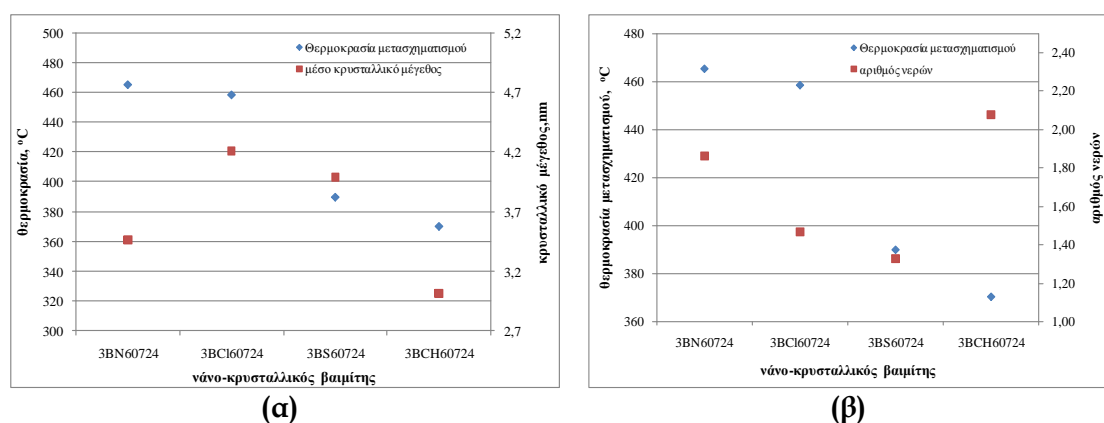 500
480
460
440
420
400
380
360
340
320
300
θερμοκρασία, °C
Θερμοκρασία μετασχηματισμού
μέσο κρυσταλλικό μέγεθος
5,2
4,7
4,2
3,7
3,2
2,7
κρυσταλλικό μέγεθος,nm
3BN60724 3BCl60724 3BS60724 3BCH60724
νάνο-κρυσταλλικός βαιμίτης
(α)
480
460
440
420
400
380
360
θερμοκρασία μετασχηματισμού, °C
Θερμοκρασία μετασχηματισμού
αριθμός νερών
2,40
2,20
2,00
1,80
1,60
1,40
1,20
1,00
αριθμός νερών
3BN60724 3BCl60724 3BS60724 3BCH60724
νάνο-κρυσταλλικός βαιμίτης
(β)